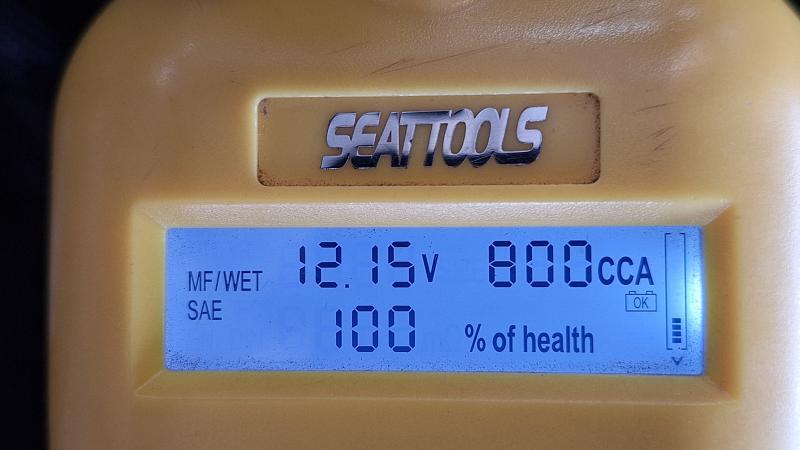 SEATTOOLS
MF/WET 12.15V 800CCA
SAE OK
100 % of health